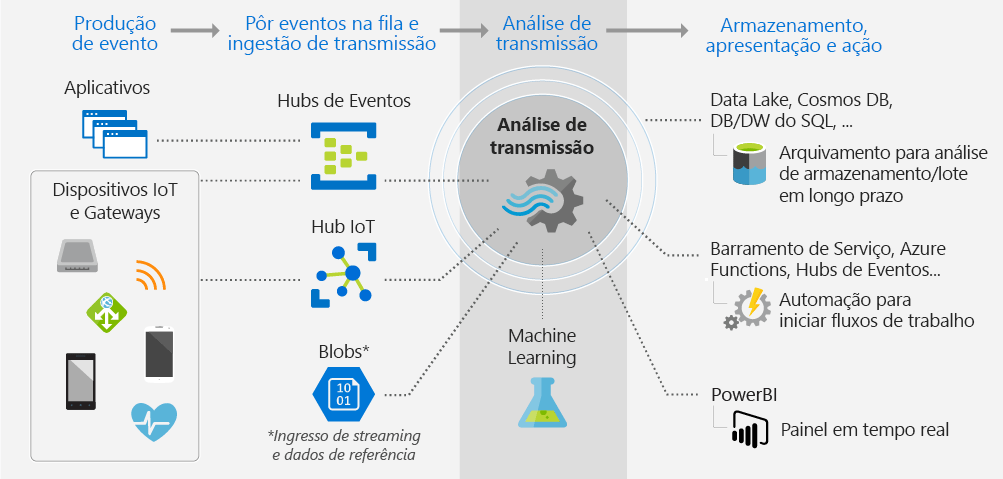 Produção
de evento
Pôr eventos na fila e
ingestão de transmissão
Análise de
transmissão
Armazenamento,
apresentação e ação
Aplicativos
Dispositivos IoT
e Gateways
Hubs de Eventos
Hub IoT
Blobs*
10
01
*Ingresso de streaming
e dados de referência
Análise de
transmissão
Machine
Learning
Data Lake, Cosmos DB,
DB/DW do SQL, ...
Arquivamento para análise
de armazenamento/lote
em longo prazo
Barramento de Serviço, Azure
Functions, Hubs de Eventos...
Automação para
iniciar fluxos de trabalho
PowerBI
Painel em tempo real